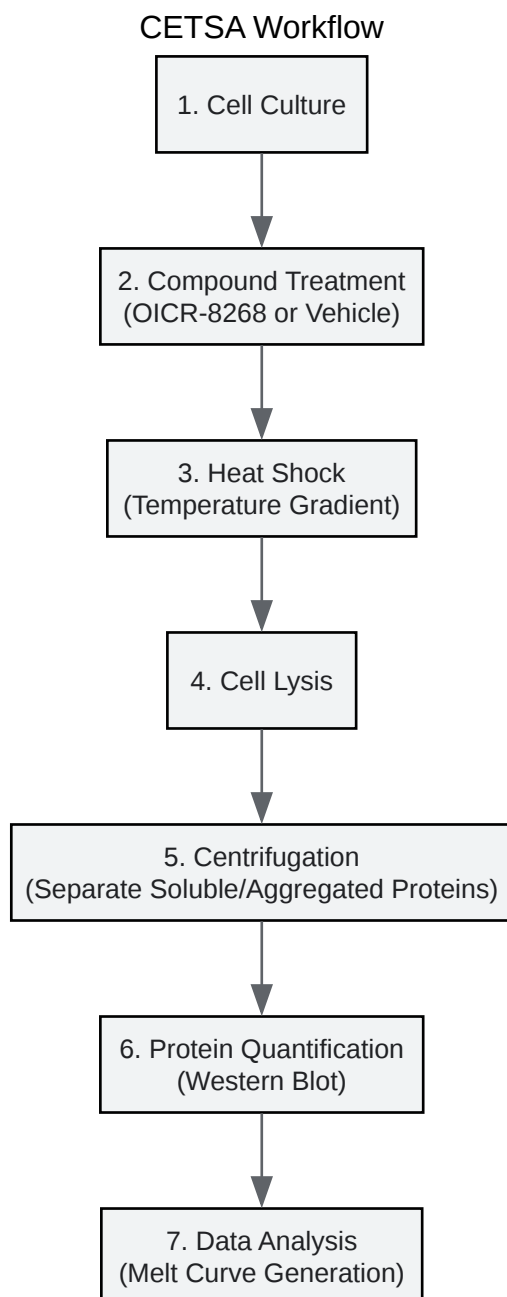 CETSA Workflow
1. Cell Culture
2. Compound Treatment
(OICR-8268 or Vehicle)
3. Heat Shock
(Temperature Gradient)
4. Cell Lysis
5. Centrifugation
(Separate Soluble/Aggregated Proteins)
6. Protein Quantification
(Western Blot)
7. Data Analysis
(Melt Curve Generation)